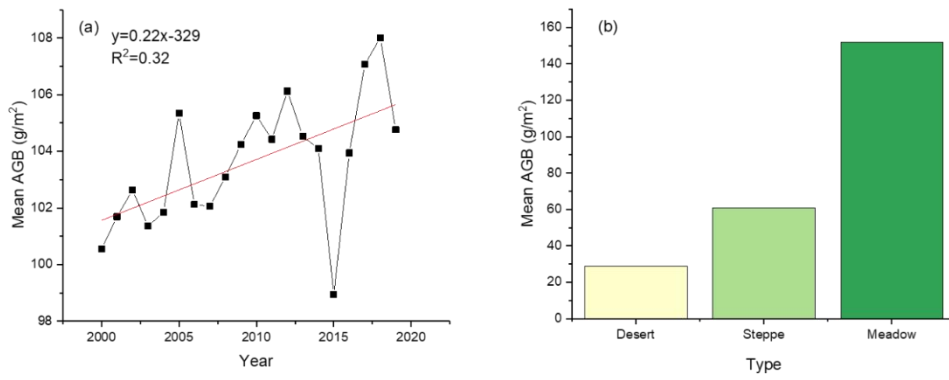 (a)
y=0.22x-329
R²=0.32
Mean AGB (g/m²)
108
106
104
102
100
98
2000
2005
2010
2015
2020
Year
(b)
Mean AGB (g/m²)
160
140
120
100
80
60
40
20
0
Desert
Steppe
Meadow
Type